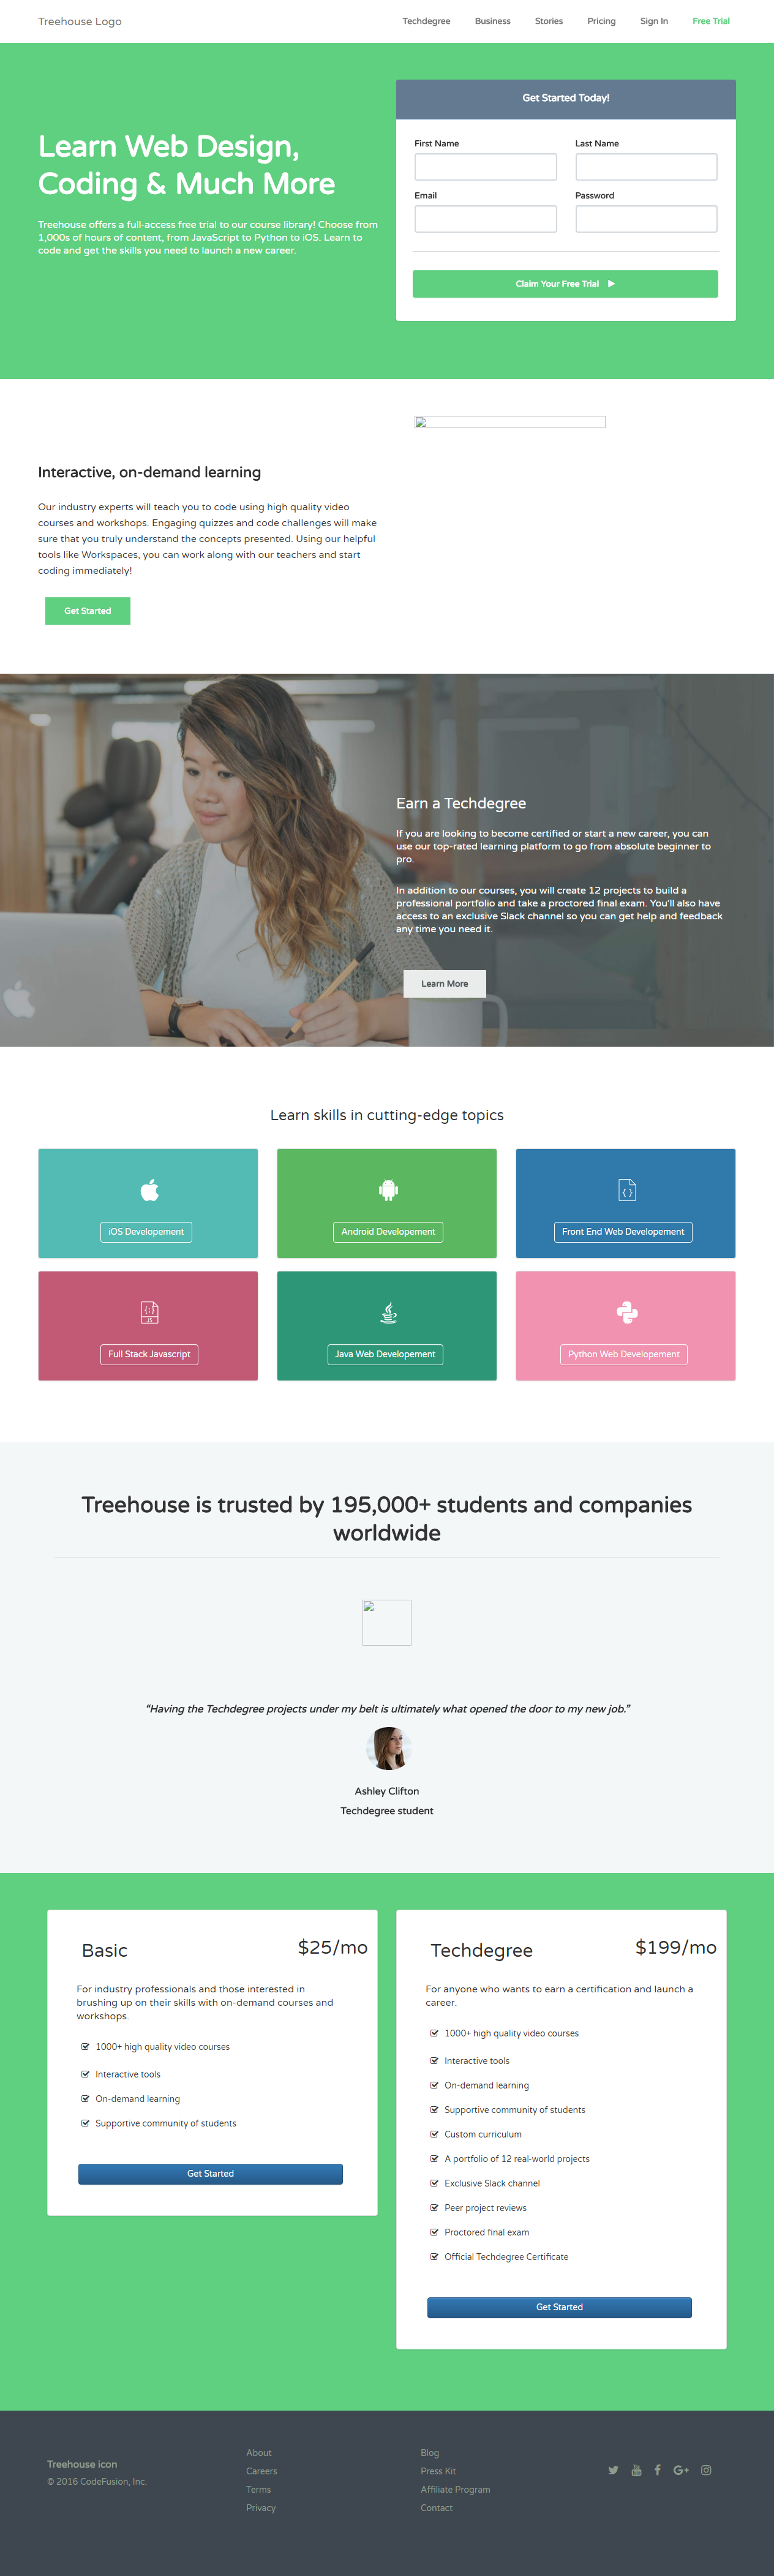 Treehouse Logo
Techdegree Business Stories Pricing Sign In Free Trial
Learn Web Design,
Coding & Much More
Treehouse offers a full-access free trial to our course library! Choose from
1,000s of hours of content, from JavaScript to Python to iOS. Learn to
code and get the skills you need to launch a new career.
Get Started Today!
First Name Last Name
Email Password
Claim Your Free Trial
Interactive, on-demand learning
Our industry experts will teach you to code using high quality video
courses and workshops. Engaging quizzes and code challenges will make
sure that you truly understand the concepts presented. Using our helpful
tools like Workspaces, you can work along with our teachers and start
coding immediately!
Get Started
Earn a Techdegree
If you are looking to become certified or start a new career, you can
use our top-rated learning platform to go from absolute beginner to
pro.
In addition to our courses, you will create 12 projects to build a
professional portfolio and take a proctored final exam. You'll also have
access to an exclusive Slack channel so you can get help and feedback
any time you need it.
Learn More
Learn skills in cutting-edge topics
iOS Developement
Android Developement
Front End Web Developement
JS
Full Stack Javascript
Java Web Developement
Python Web Developement
Treehouse is trusted by 195,000+ students and companies
worldwide
“Having the Techdegree projects under my belt is ultimately what opened the door to my new job.”
Ashley Clifton
Techdegree student
Basic $25/mo
For industry professionals and those interested in
brushing up on their skills with on-demand courses and
workshops.
1000+ high quality video courses
Interactive tools
On-demand learning
Supportive community of students
Get Started
Techdegree $199/mo
For anyone who wants to earn a certification and launch a
career.
1000+ high quality video courses
Interactive tools
On-demand learning
Supportive community of students
Custom curriculum
A portfolio of 12 real-world projects
Exclusive Slack channel
Peer project reviews
Proctored final exam
Official Techdegree Certificate
Get Started
Treehouse icon
© 2016 CodeFusion, Inc.
About
Careers
Terms
Privacy
Blog
Press Kit
Affiliate Program
Contact